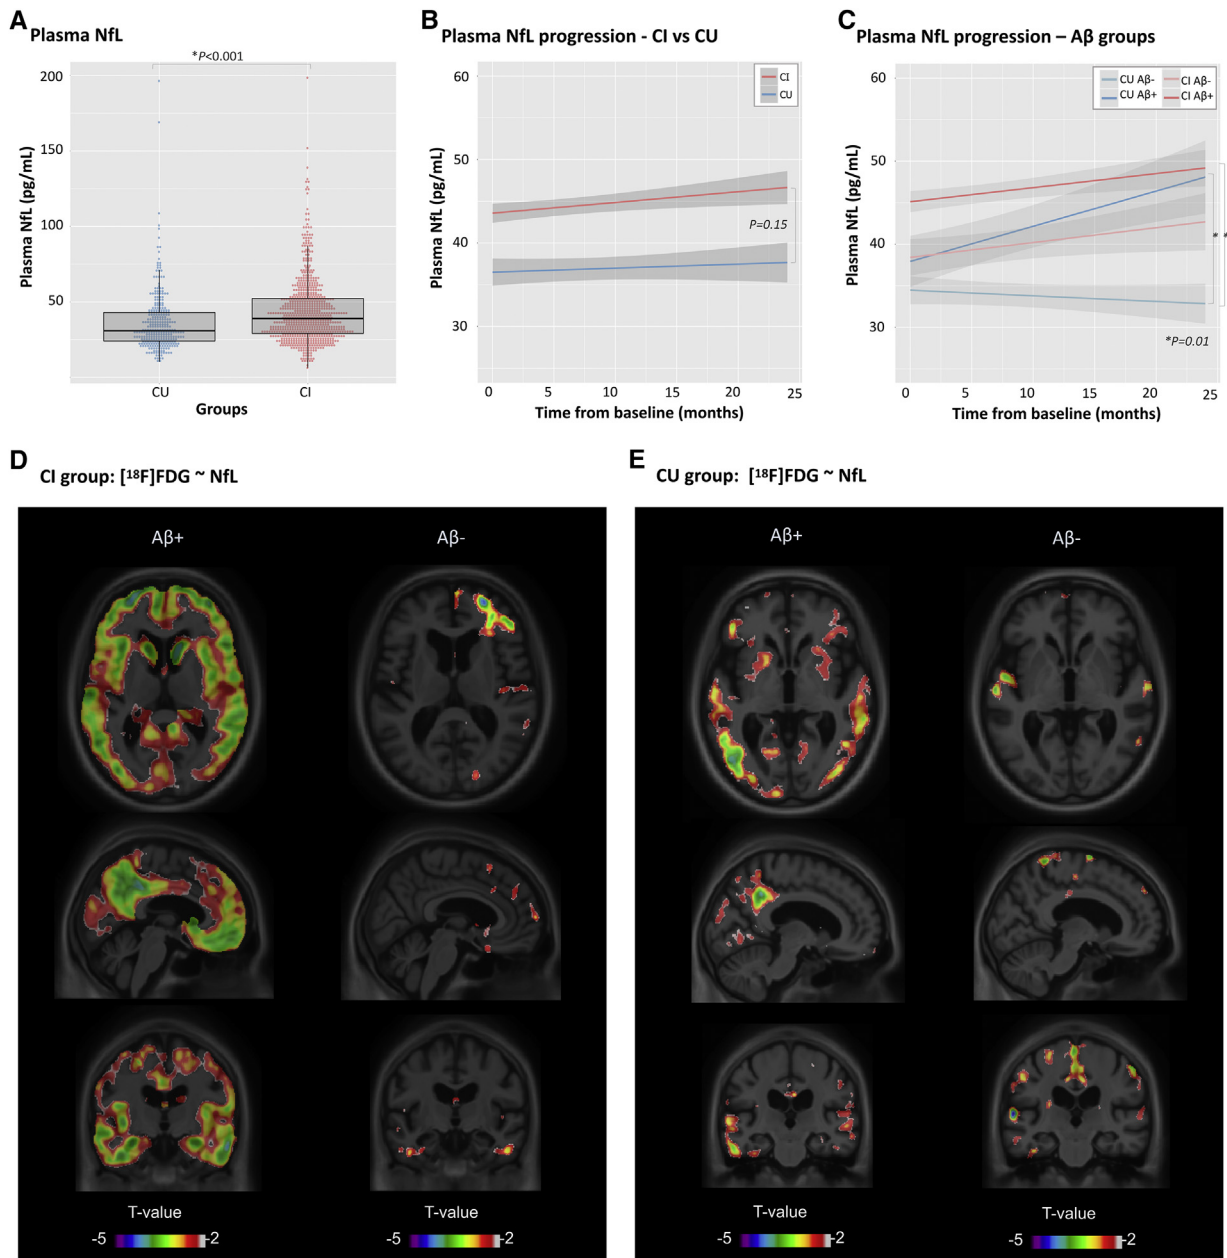 A
Plasma NfL
*P<0.001
200
150
100
50
Plasma NfL (pg/mL)
CU
CI
Groups
B
Plasma NfL progression - CI vs CU
CI
CU
60
50
40
30
Plasma NfL (pg/mL)
P=0.15
0
5
10
15
20
25
Time from baseline (months)
C
Plasma NfL progression – Aβ groups
CU Aβ-
CI Aβ-
CU Aβ+
CI Aβ+
60
50
40
30
Plasma NfL (pg/mL)
* *
*P=0.01
0
5
10
15
20
25
Time from baseline (months)
D
CI group: [18F]FDG ~ NfL
Aβ+
Aβ-
T-value
-5
-2
T-value
-5
-2
E
CU group: [18F]FDG ~ NfL
Aβ+
Aβ-
T-value
-5
-2
T-value
-5
-2